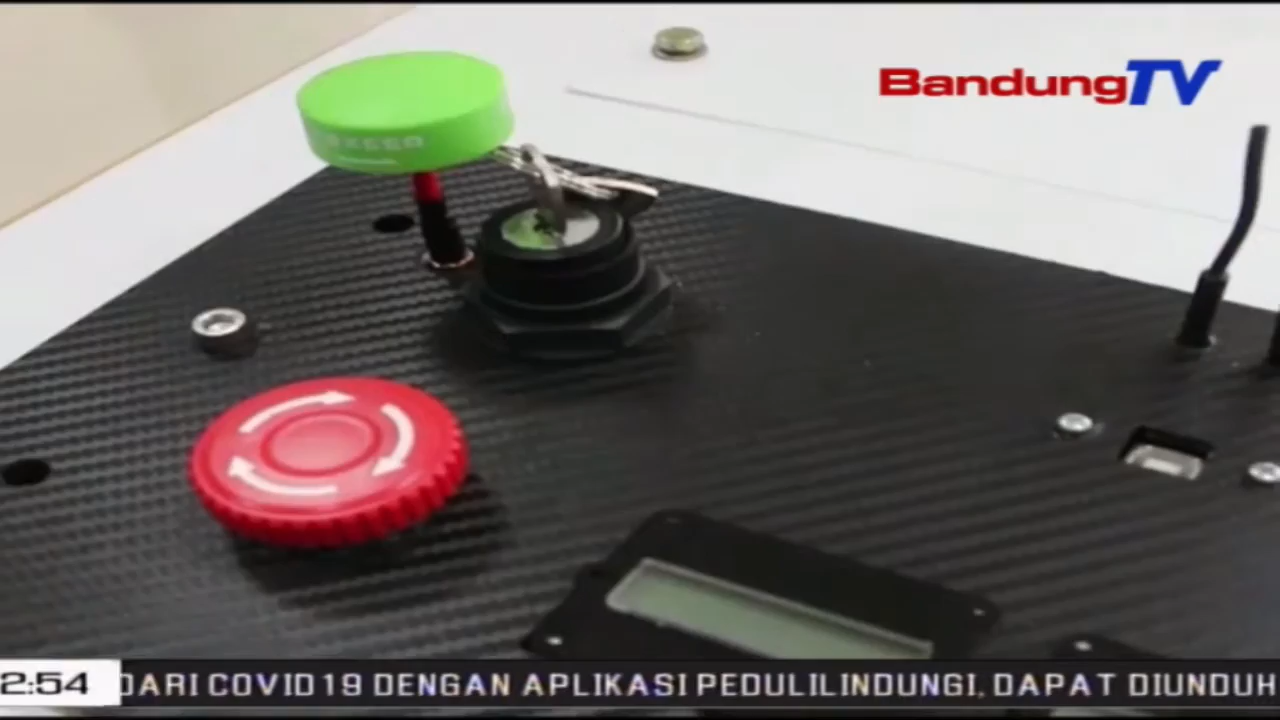 BandungTV
2:54 DARI COVID19 DENGAN APLIKASI PEDULILINDUNGI, DAPAT DIUNDUH